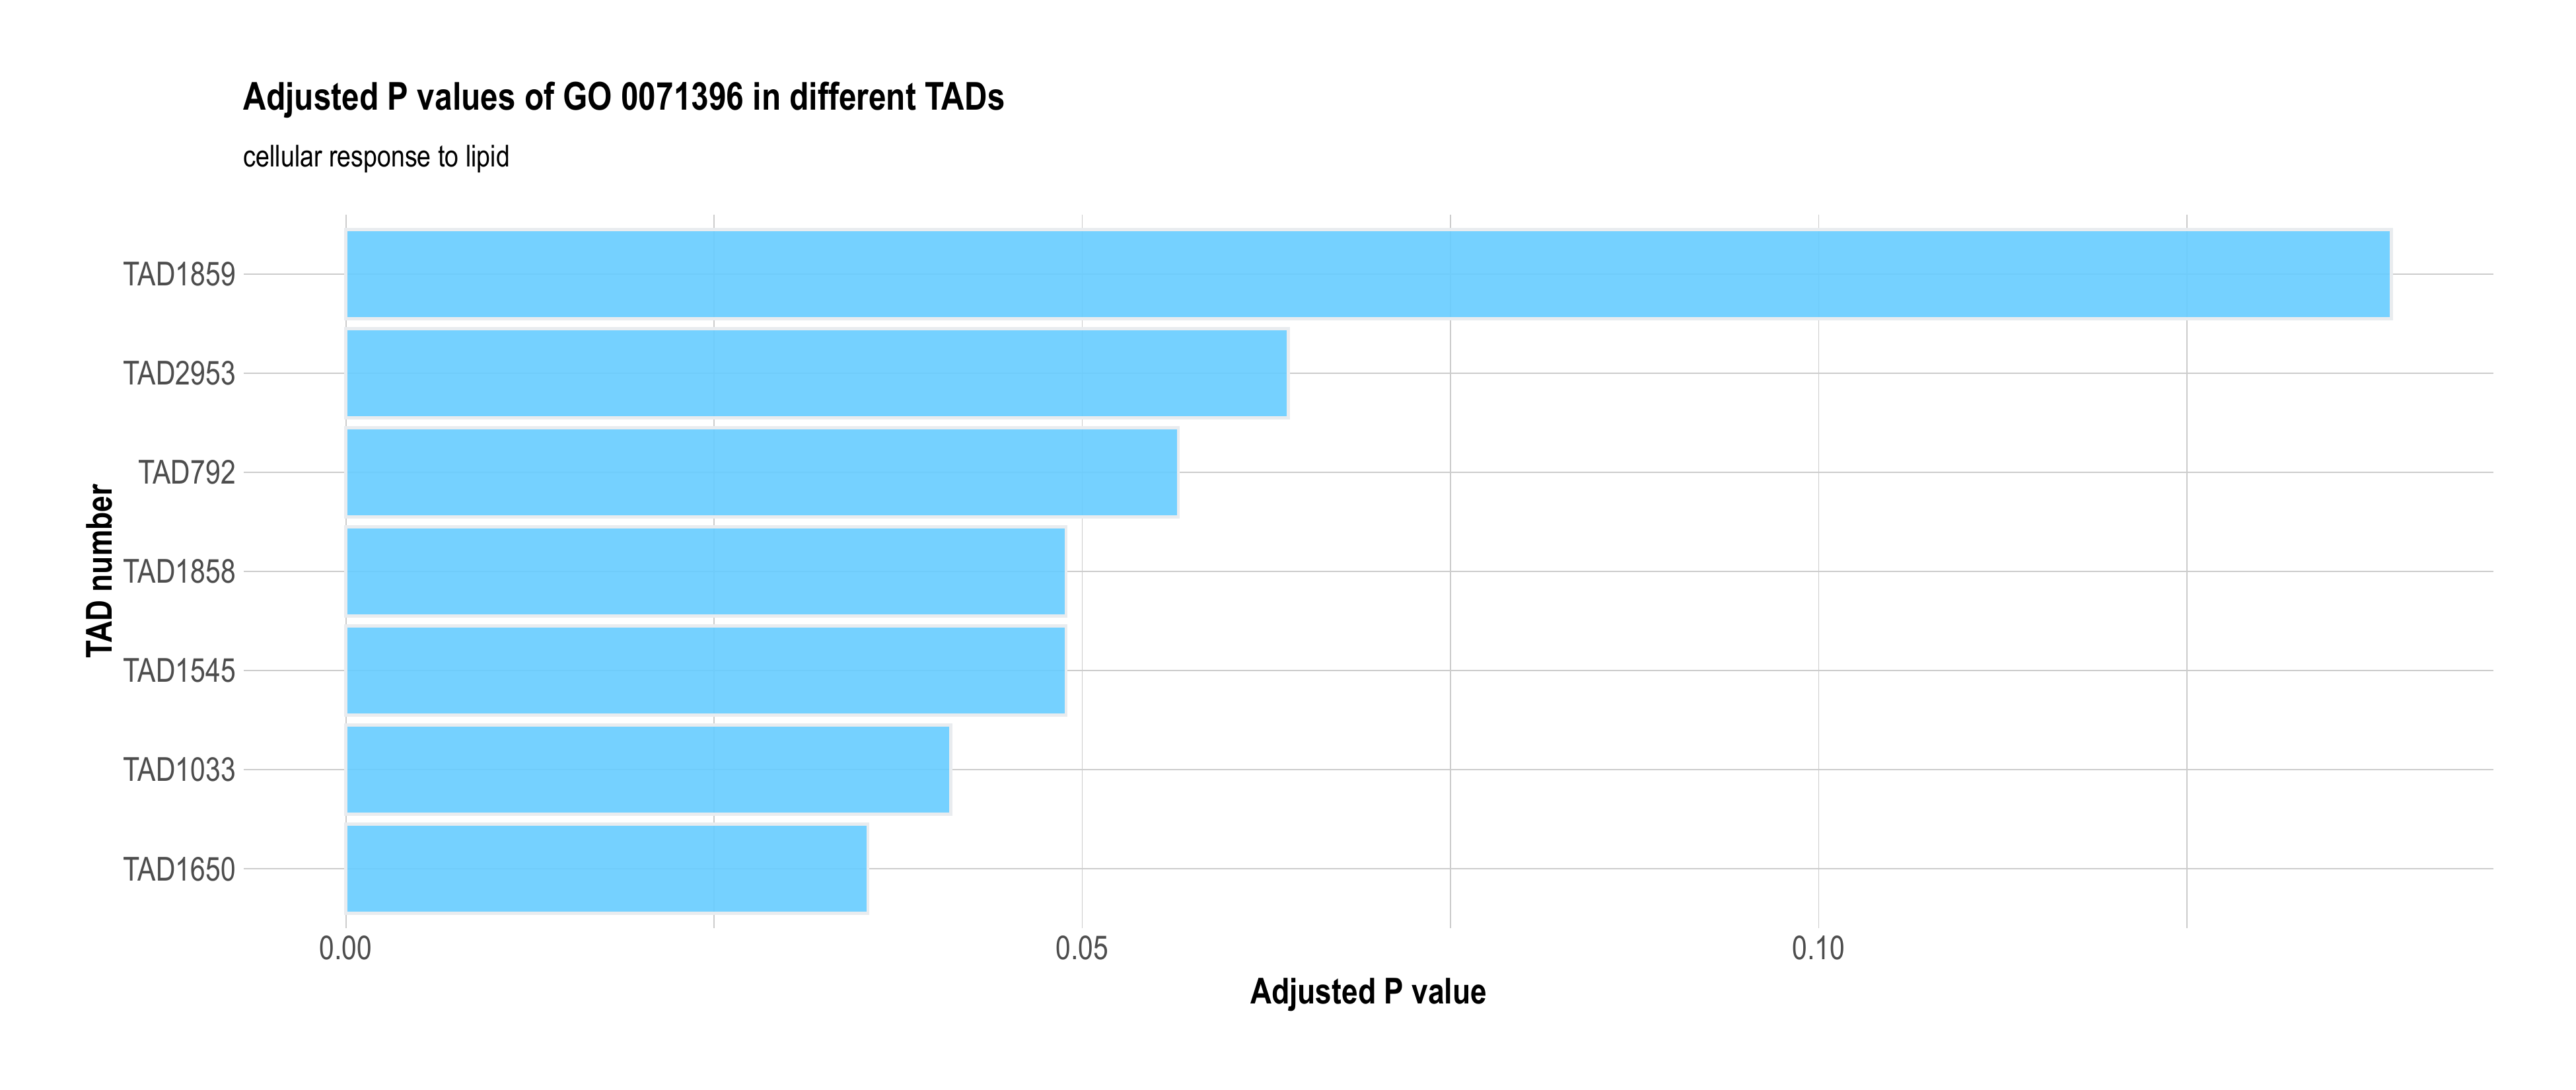 Adjusted P values of GO 0071396 in different TADs
cellular response to lipid
TAD number
TAD1859
TAD2953
TAD792
TAD1858
TAD1545
TAD1033
TAD1650
0.00 0.05 0.10
Adjusted P value